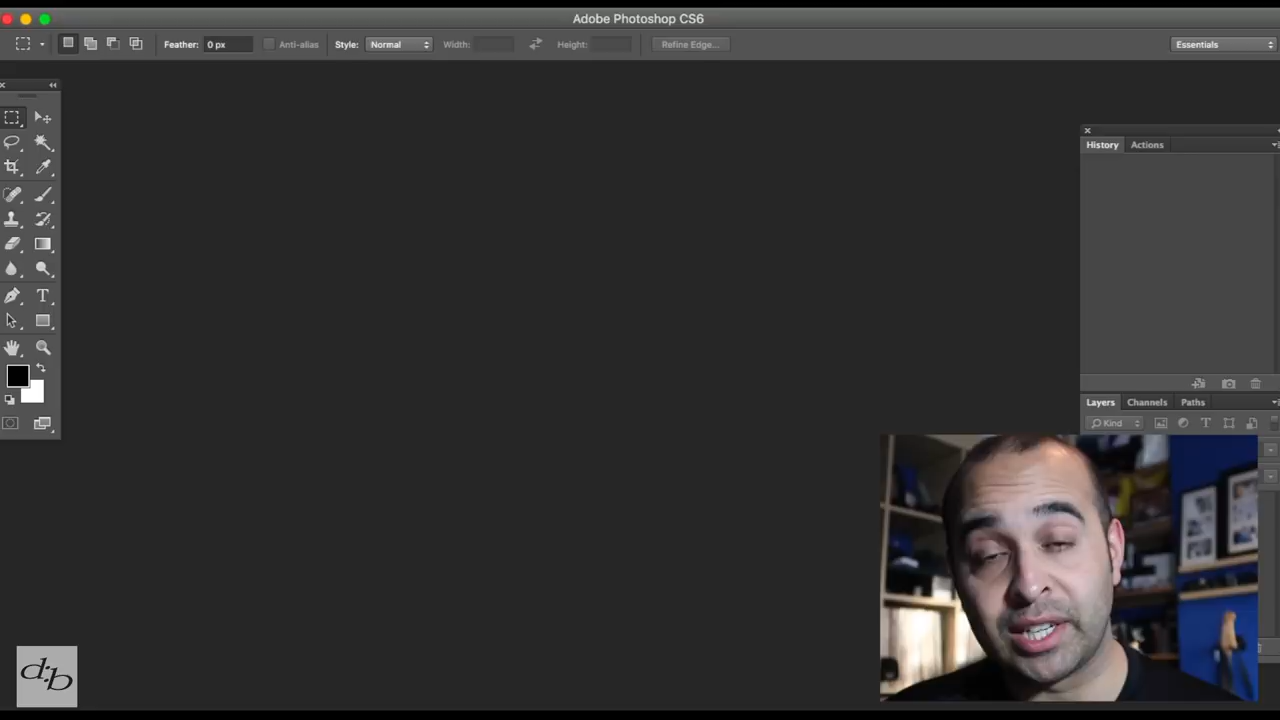 Adobe Photoshop CS6
Feather: 0 px Anti-alias Style: Normal Width: Height: Refine Edge... Essentials
History Actions
Layers Channels Paths
Kind
d:b